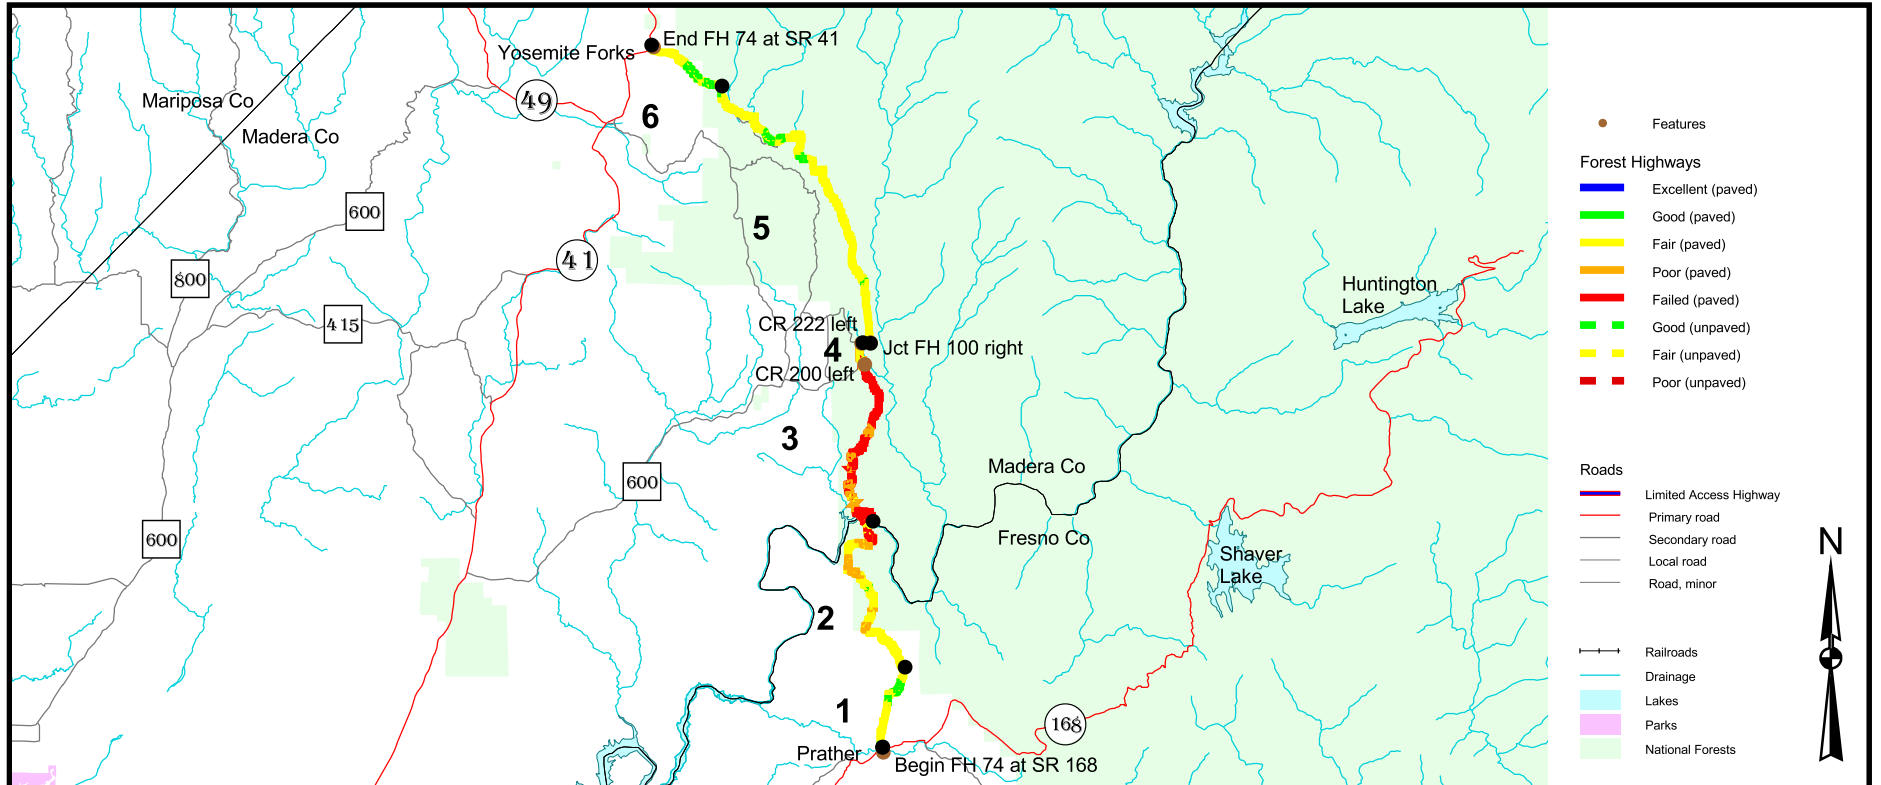 End FH 74 at SR 41
Yosemite Forks
Mariposa Co
49
Madera Co
6
600
5
41
800
415
Huntington
Lake
CR 222 left
4
Jct FH 100 right
CR 200 left
3
600
Madera Co
600
Fresno Co
Shaver
Lake
2
1
168
Prather
Begin FH 74 at SR 168
Features
Forest Highways
Excellent (paved)
Good (paved)
Fair (paved)
Poor (paved)
Failed (paved)
Good (unpaved)
Fair (unpaved)
Poor (unpaved)
Roads
Limited Access Highway
Primary road
Secondary road
Local road
Road, minor
Railroads
Drainage
Lakes
Parks
National Forests
N